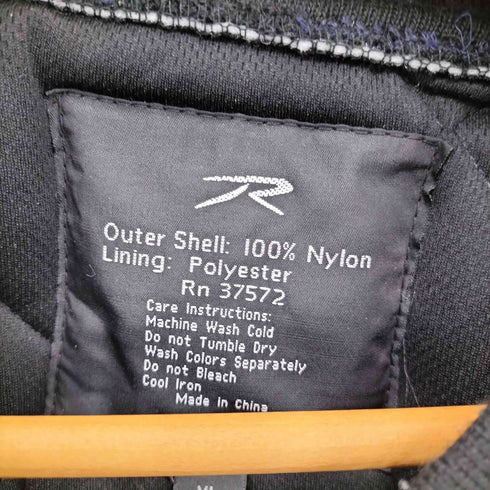 R
Outer Shell: 100% Nylon
Lining: Polyester
Rn 37572
Care Instructions:
Machine Wash Cold
Do not Tumble Dry
Wash Colors Separately
Do not Bleach
Cool Iron
Made in China